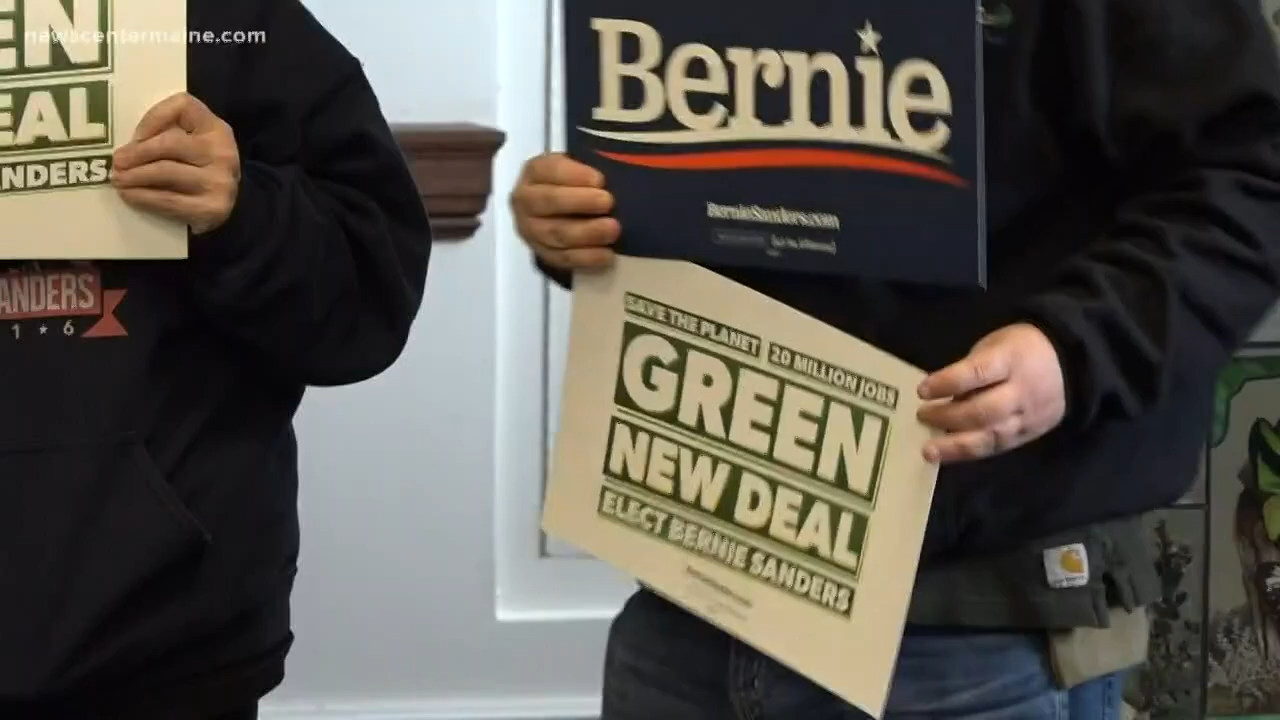 newscentermaine.com
EN
EAL
NDERS
ANDERS
1 ★ 6
Bernie
BernieSanders.com
SAVE THE PLANET 20 MILLION JOBS
GREEN
NEW DEAL
ELECT BERNIE SANDERS